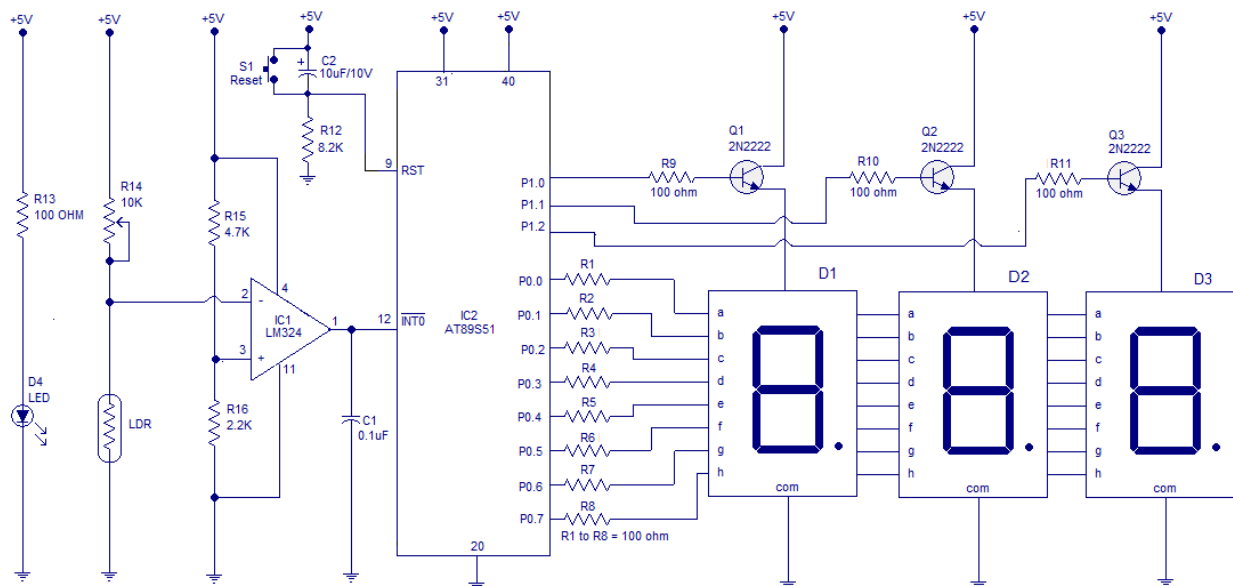 +5V
+5V
+5V
+5V
+5V
+5V
+5V
+5V
+5V
S1
Reset
+
C2
10uF/10V
31
40
R12
8.2K
9
RST
Q1
2N2222
Q2
2N2222
Q3
2N2222
R9
100 ohm
R10
100 ohm
R11
100 ohm
P1.0
P1.1
P1.2
R13
100 OHM
R14
10K
R15
4.7K
2
-
4
IC1
LM324
1
3
+
11
12
INT0
IC2
AT89S51
R16
2.2K
C1
0.1uF
D4
LED
LDR
P0.0
R1
P0.1
R2
P0.2
R3
P0.3
R4
P0.4
R5
P0.5
R6
P0.6
R7
P0.7
R8
R1 to R8 = 100 ohm
20
D1
a
b
c
d
e
f
g
h
com
D2
a
b
c
d
e
f
g
h
com
D3
a
b
c
d
e
f
g
h
com